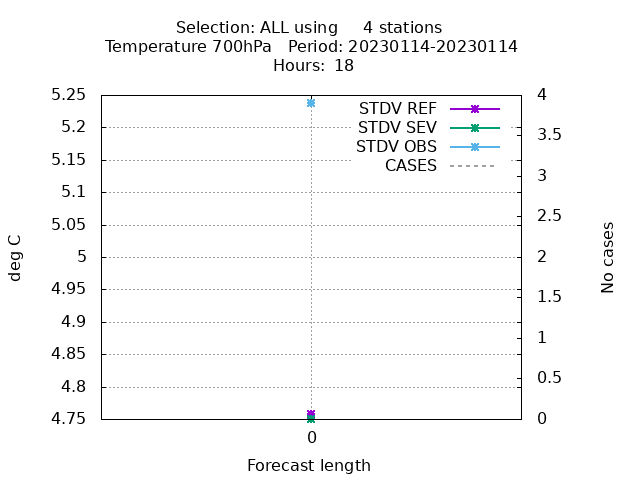 Selection: ALL using     4 stations
Temperature 700hPa   Period: 20230114-20230114
Hours: 18
5.25
5.2
5.15
5.1
5.05
5
4.95
4.9
4.85
4.8
4.75
deg C
STDV REF
STDV SEV
STDV OBS
CASES
4
3.5
3
2.5
2
1.5
1
0.5
0
No cases
0
Forecast length